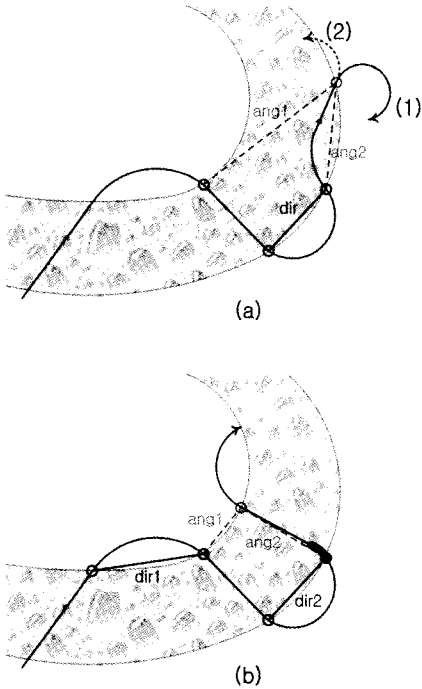 (2)
(1)
ang1
ang2
dir
(a)
ang1
ang2
dir1
dir2
(b)